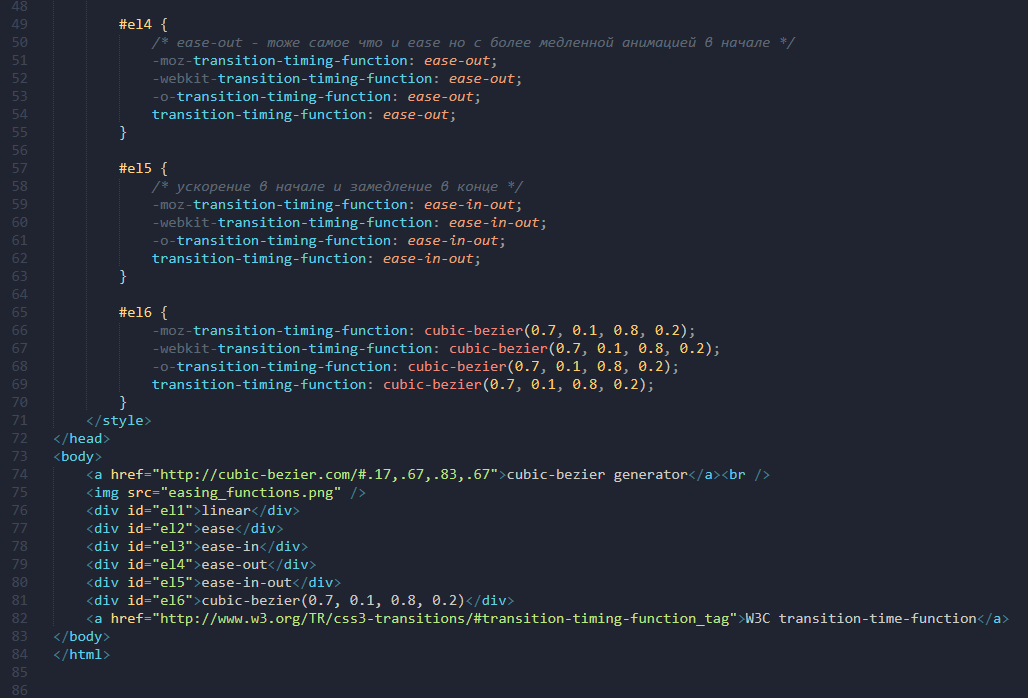 48
49 #el4 {
50 /* ease-out - тоже самое что и ease но с более медленной анимацией в начале */
51 -moz-transition-timing-function: ease-out;
52 -webkit-transition-timing-function: ease-out;
53 -o-transition-timing-function: ease-out;
54 transition-timing-function: ease-out;
55 }
56
57 #el5 {
58 /* ускорение в начале и замедление в конце */
59 -moz-transition-timing-function: ease-in-out;
60 -webkit-transition-timing-function: ease-in-out;
61 -o-transition-timing-function: ease-in-out;
62 transition-timing-function: ease-in-out;
63 }
64
65 #el6 {
66 -moz-transition-timing-function: cubic-bezier(0.7, 0.1, 0.8, 0.2);
67 -webkit-transition-timing-function: cubic-bezier(0.7, 0.1, 0.8, 0.2);
68 -o-transition-timing-function: cubic-bezier(0.7, 0.1, 0.8, 0.2);
69 transition-timing-function: cubic-bezier(0.7, 0.1, 0.8, 0.2);
70 }
71 </style>
72 </head>
73 <body>
74 <a href="http://cubic-bezier.com/#.17,.67,.83,.67">cubic-bezier generator</a><br />
75 <img src="easing_functions.png" />
76 <div id="el1">linear</div>
77 <div id="el2">ease</div>
78 <div id="el3">ease-in</div>
79 <div id="el4">ease-out</div>
80 <div id="el5">ease-in-out</div>
81 <div id="el6">cubic-bezier(0.7, 0.1, 0.8, 0.2)</div>
82 <a href="http://www.w3.org/TR/css3-transitions/#transition-timing-function_tag">W3C transition-time-function</a>
83 </body>
84 </html>
85
86